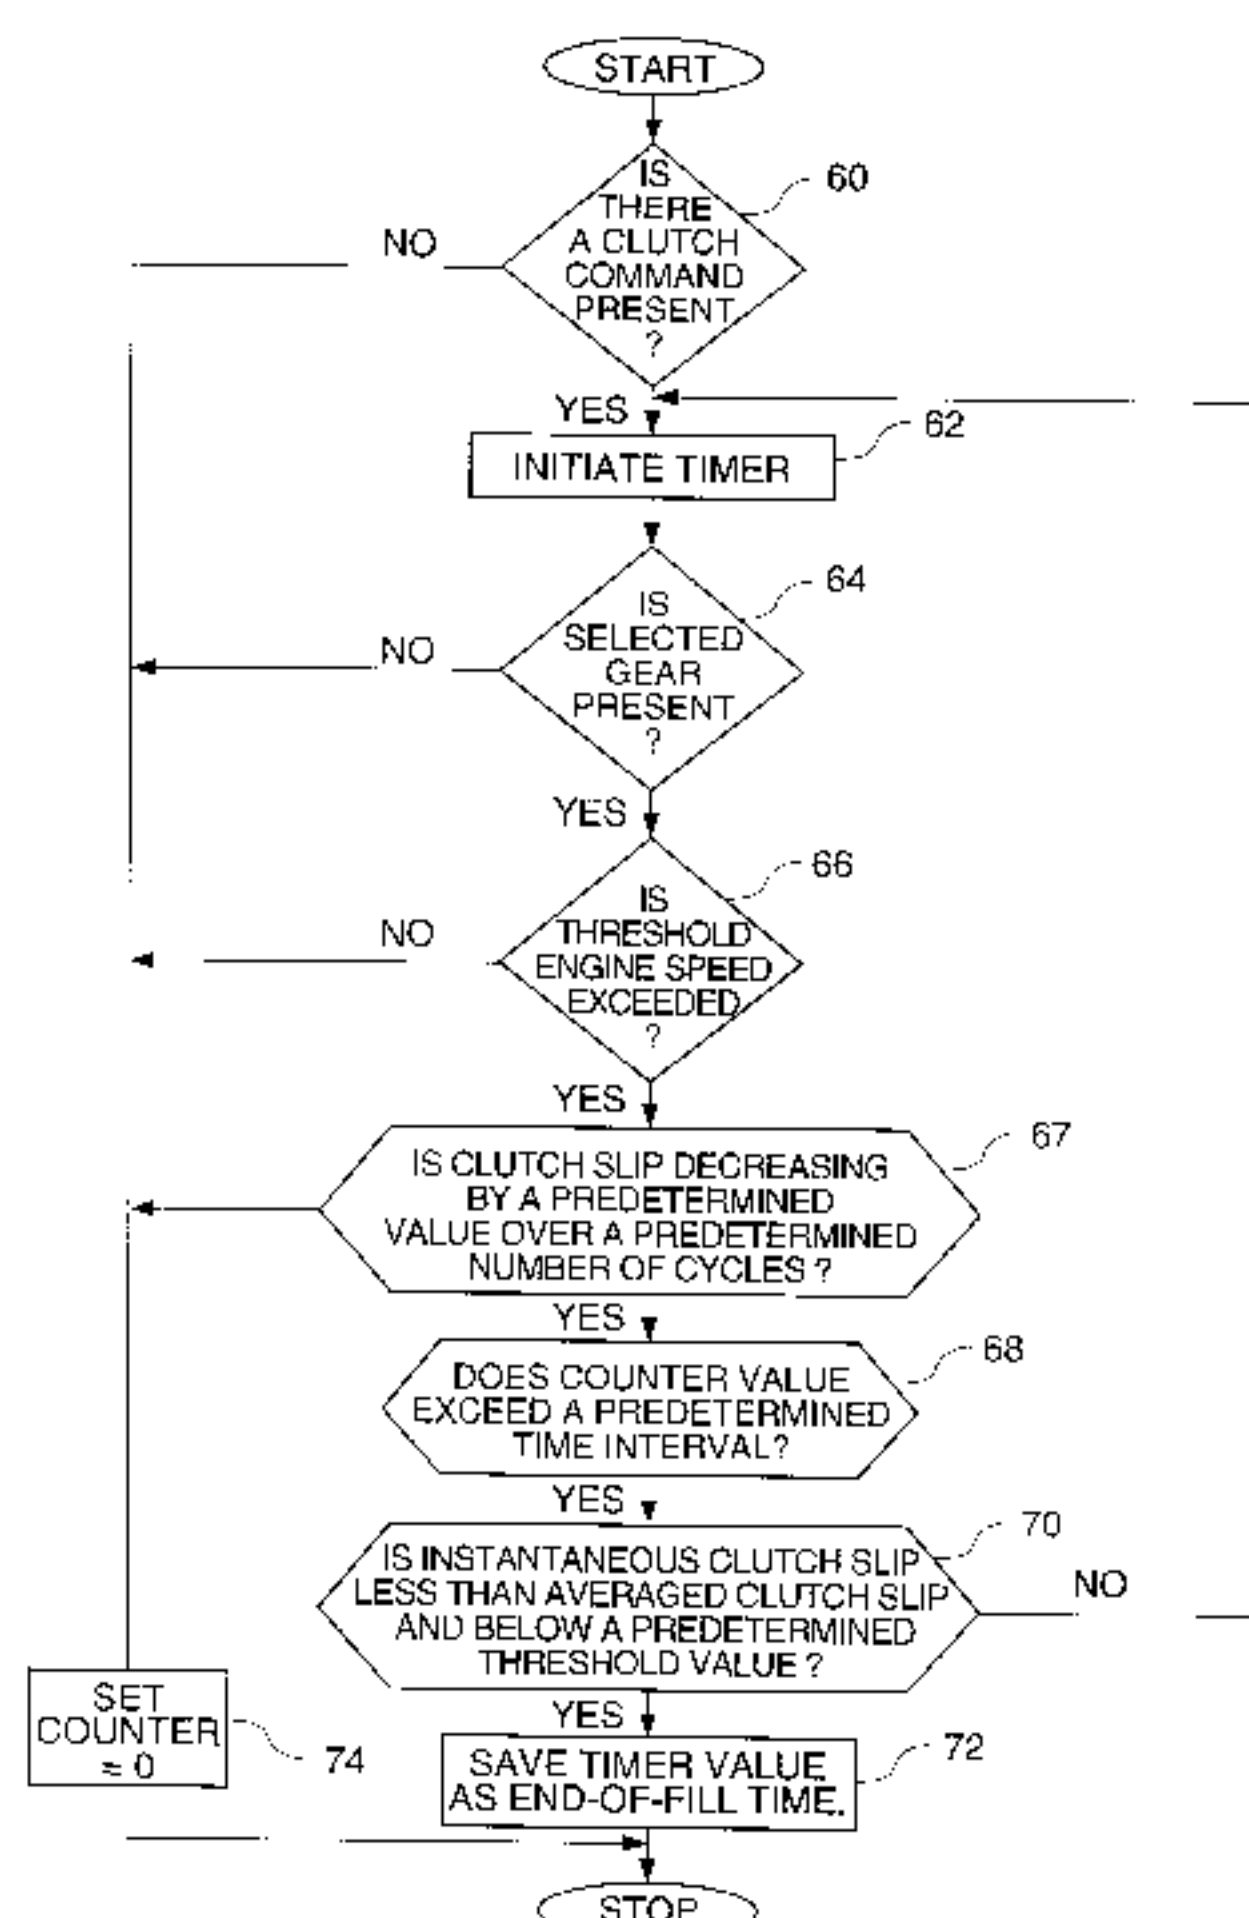 START
IS
THERE
A CLUTCH
COMMAND
PRESENT
?
60
NO
YES
62
INITIATE TIMER
64
IS
SELECTED
GEAR
PRESENT
?
NO
YES
66
IS
THRESHOLD
ENGINE SPEED
EXCEEDED
?
NO
YES
67
IS CLUTCH SLIP DECREASING
BY A PREDETERMINED
VALUE OVER A PREDETERMINED
NUMBER OF CYCLES ?
YES
68
DOES COUNTER VALUE
EXCEED A PREDETERMINED
TIME INTERVAL?
YES
70
IS INSTANTANEOUS CLUTCH SLIP
LESS THAN AVERAGED CLUTCH SLIP
AND BELOW A PREDETERMINED
THRESHOLD VALUE ?
NO
YES
SET
COUNTER
= 0
74
72
SAVE TIMER VALUE
AS END-OF-FILL TIME.
STOP